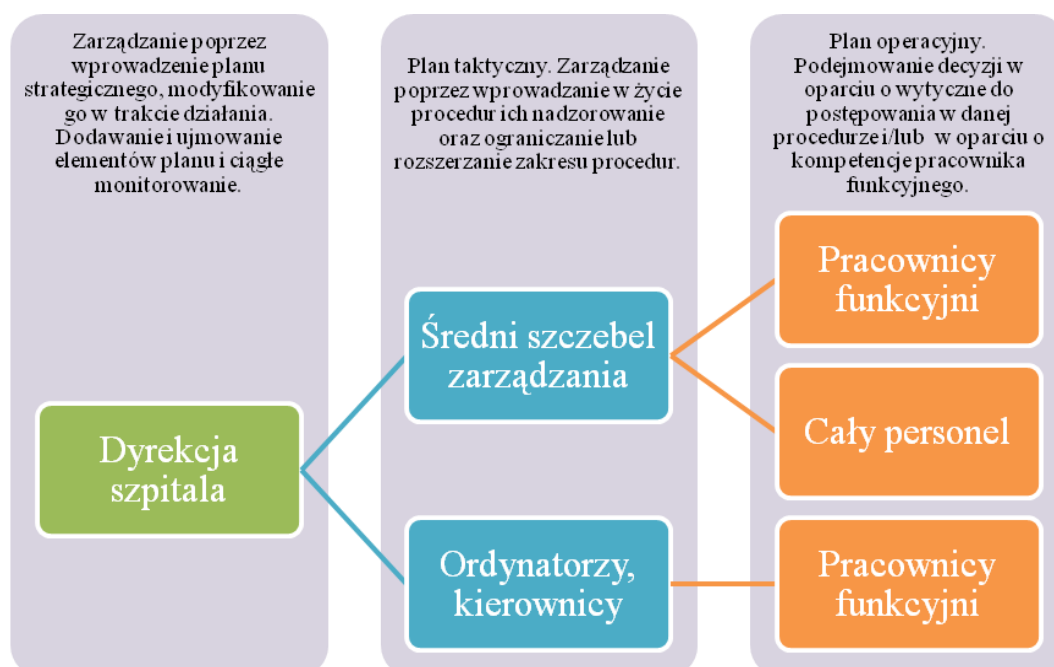 Zarządzanie poprzez
wprowadzenie planu
strategicznego, modyfikowanie
go w trakcie działania.
Dodawanie i ujmowanie
elementów planu i ciągłe
monitorowanie.
Plan taktyczny. Zarządzanie
poprzez wprowadzanie w życie
procedur ich nadzorowanie
oraz ograniczanie lub
rozszerzanie zakresu procedur.
Plan operacyjny.
Podejmowanie decyzji w
oparciu o wytyczne do
postępowania w danej
procedurze i/lub w oparciu o
kompetencje pracownika
funkcyjnego.
Dyrekcja
szpitala
Średni szczebel
zarządzania
Ordynatorzy,
kierownicy
Pracownicy
funkcyjni
Cały personel
Pracownicy
funkcyjni